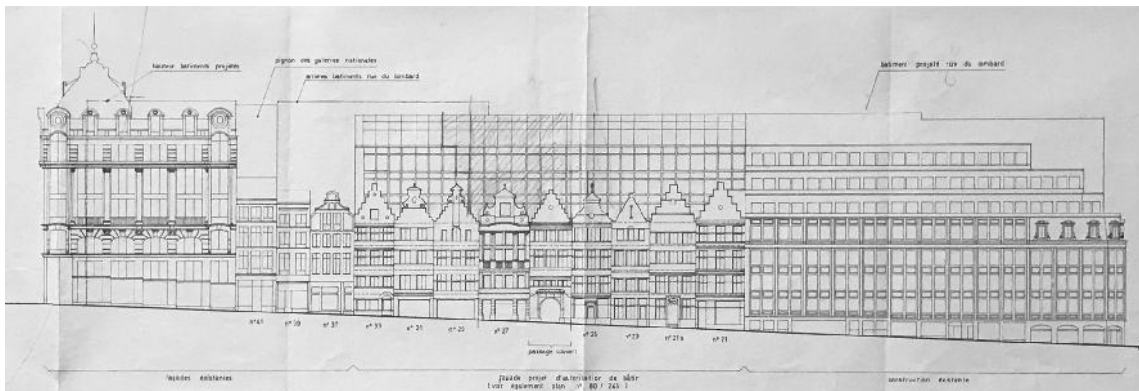 hauteur batiments projetés
pignon des galeries nationales
arrières batiments rue du lombard
batiment projeté rue du lombard
n° 41
n° 39
n° 37
n° 33
n° 31
n° 29
n° 27
n° 25
n° 23
n° 21 b
n° 21
passage couvert
façades existantes
façade projet d'autorisation de bâtir
( voir également plan n° 80 / 243 )
construction existante